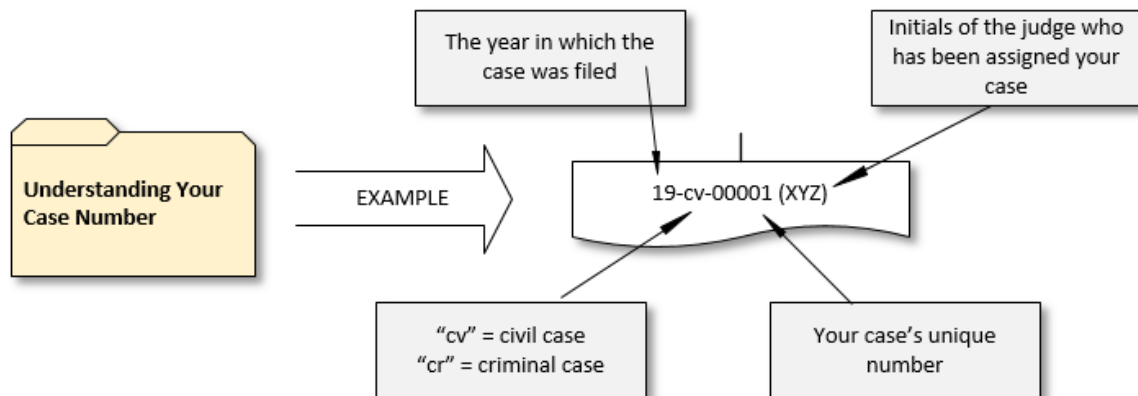 The year in which the
case was filed
Initials of the judge who
has been assigned your
case
Understanding Your
Case Number
EXAMPLE
19-cv-00001 (XYZ)
“cv” = civil case
“cr” = criminal case
Your case’s unique
number